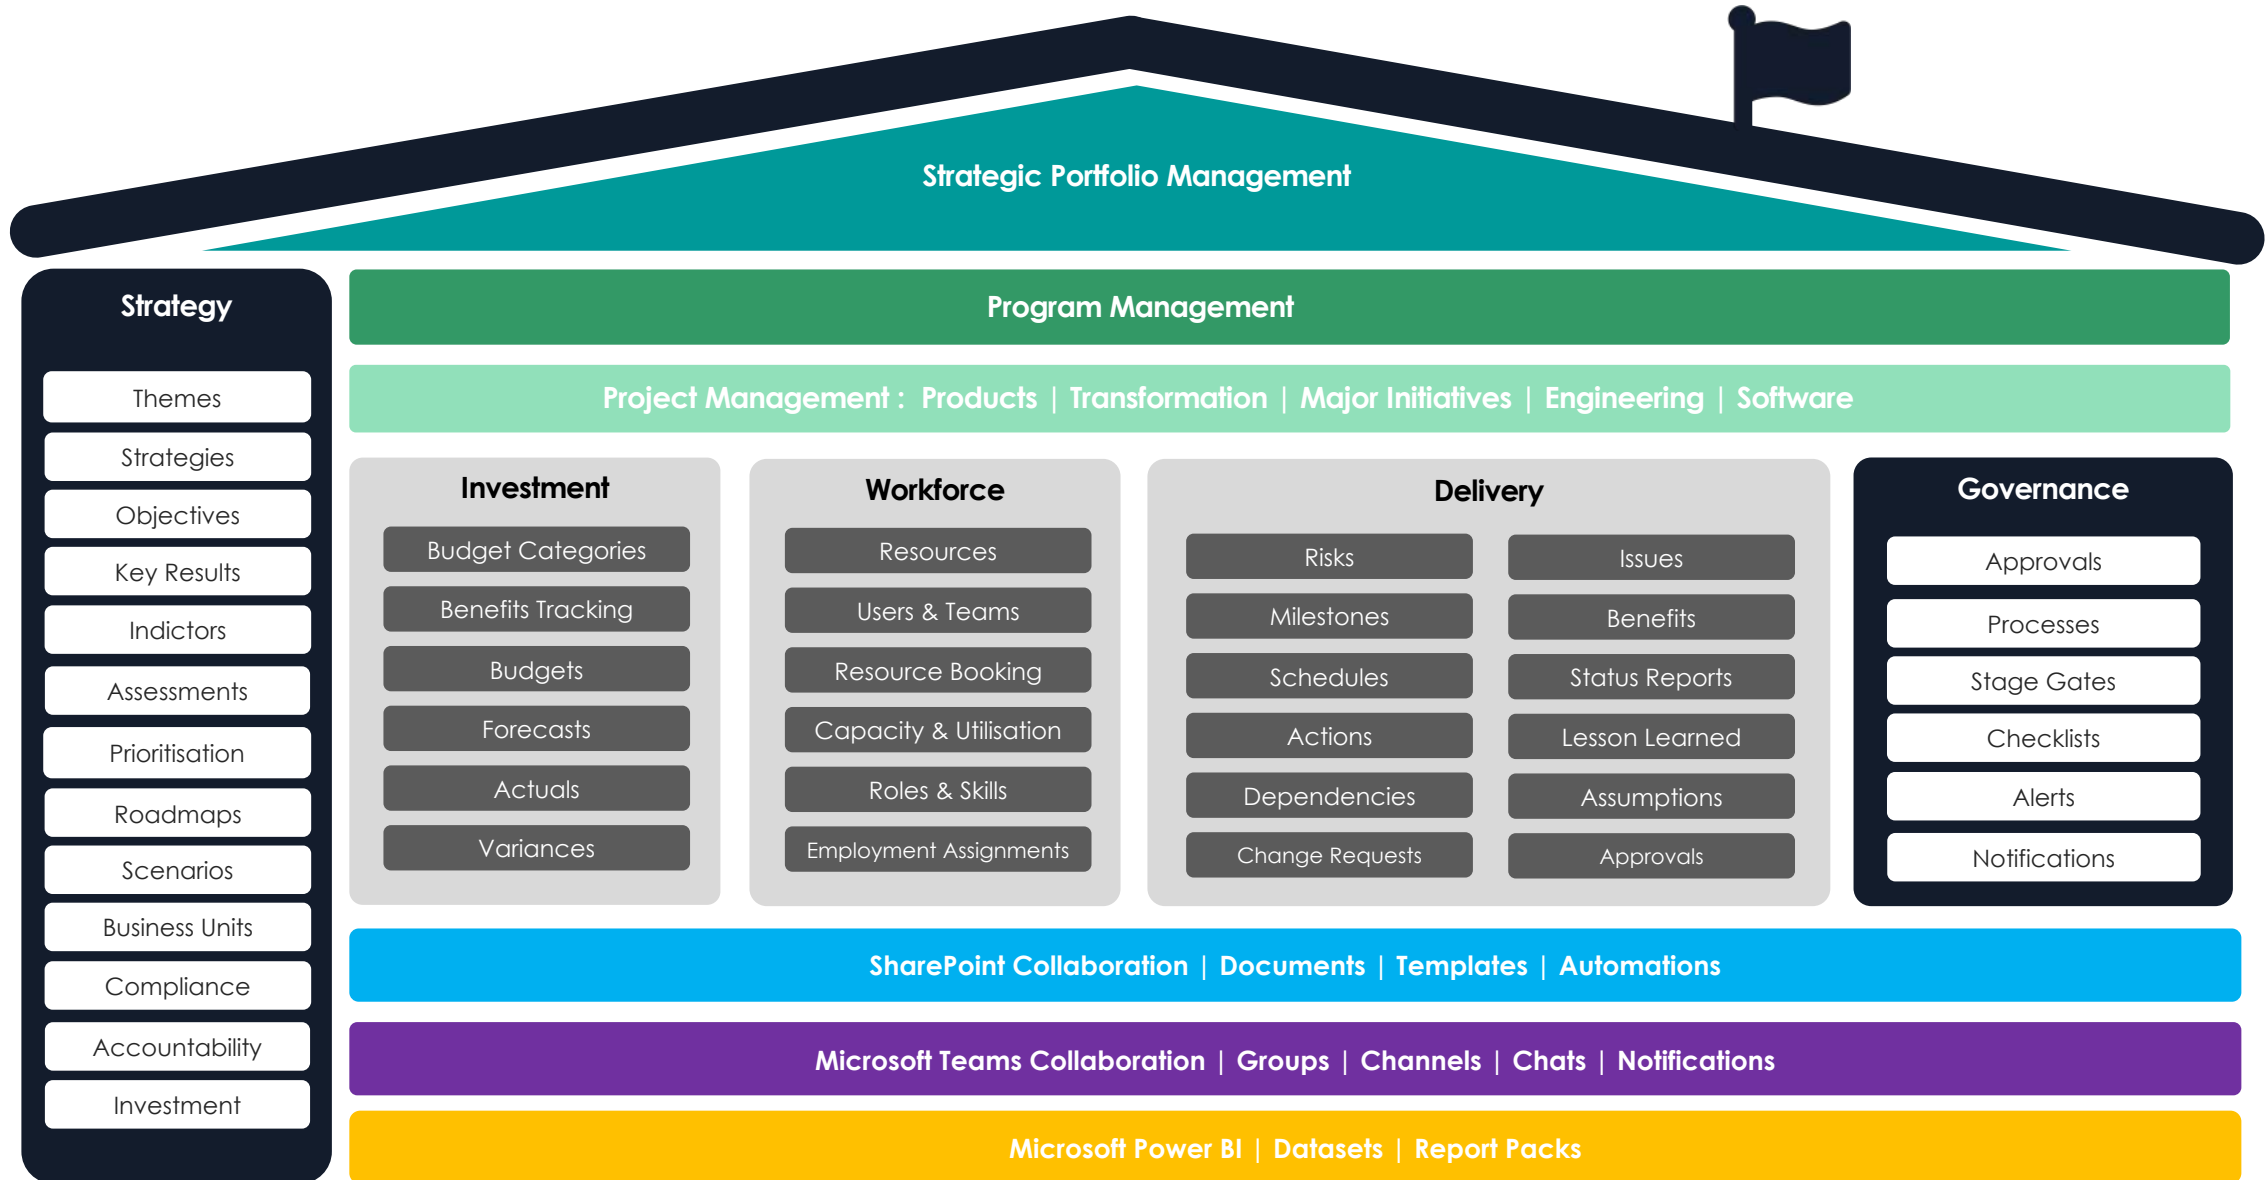 Strategic Portfolio Management
Strategy
Themes
Strategies
Objectives
Key Results
Indictors
Assessments
Prioritisation
Roadmaps
Scenarios
Business Units
Compliance
Accountability
Investment
Program Management
Project Management :  Products | Transformation | Major Initiatives | Engineering | Software
Investment
Budget Categories
Benefits Tracking
Budgets
Forecasts
Actuals
Variances
Workforce
Resources
Users & Teams
Resource Booking
Capacity & Utilisation
Roles & Skills
Employment Assignments
Delivery
Risks
Milestones
Schedules
Actions
Dependencies
Change Requests
Issues
Benefits
Status Reports
Lesson Learned
Assumptions
Approvals
Governance
Approvals
Processes
Stage Gates
Checklists
Alerts
Notifications
SharePoint Collaboration | Documents | Templates | Automations
Microsoft Teams Collaboration | Groups | Channels | Chats | Notifications
Microsoft Power BI | Datasets | Report Packs